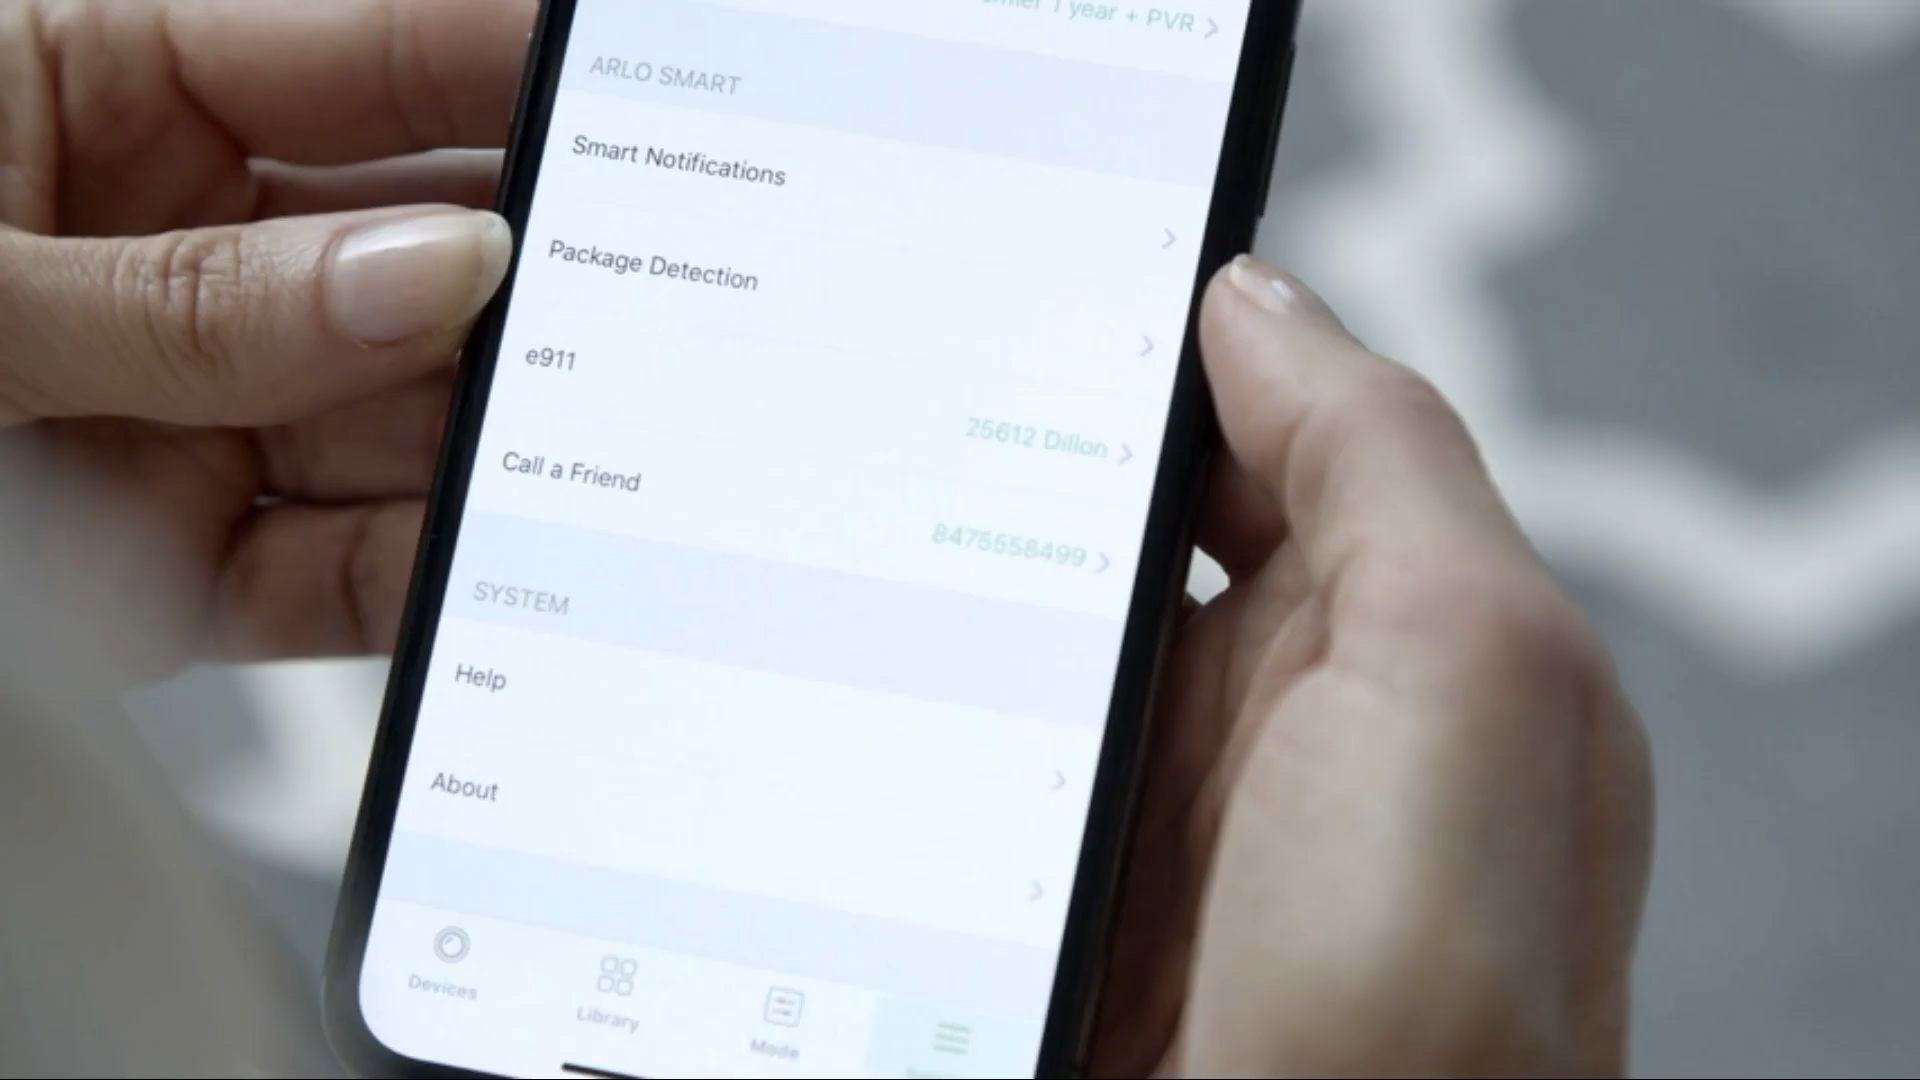 1 year + PVR
ARLO SMART
Smart Notifications
Package Detection
e911
25612 Dillon
Call a Friend
8475558499
SYSTEM
Help
About
Devices
Library
Mode